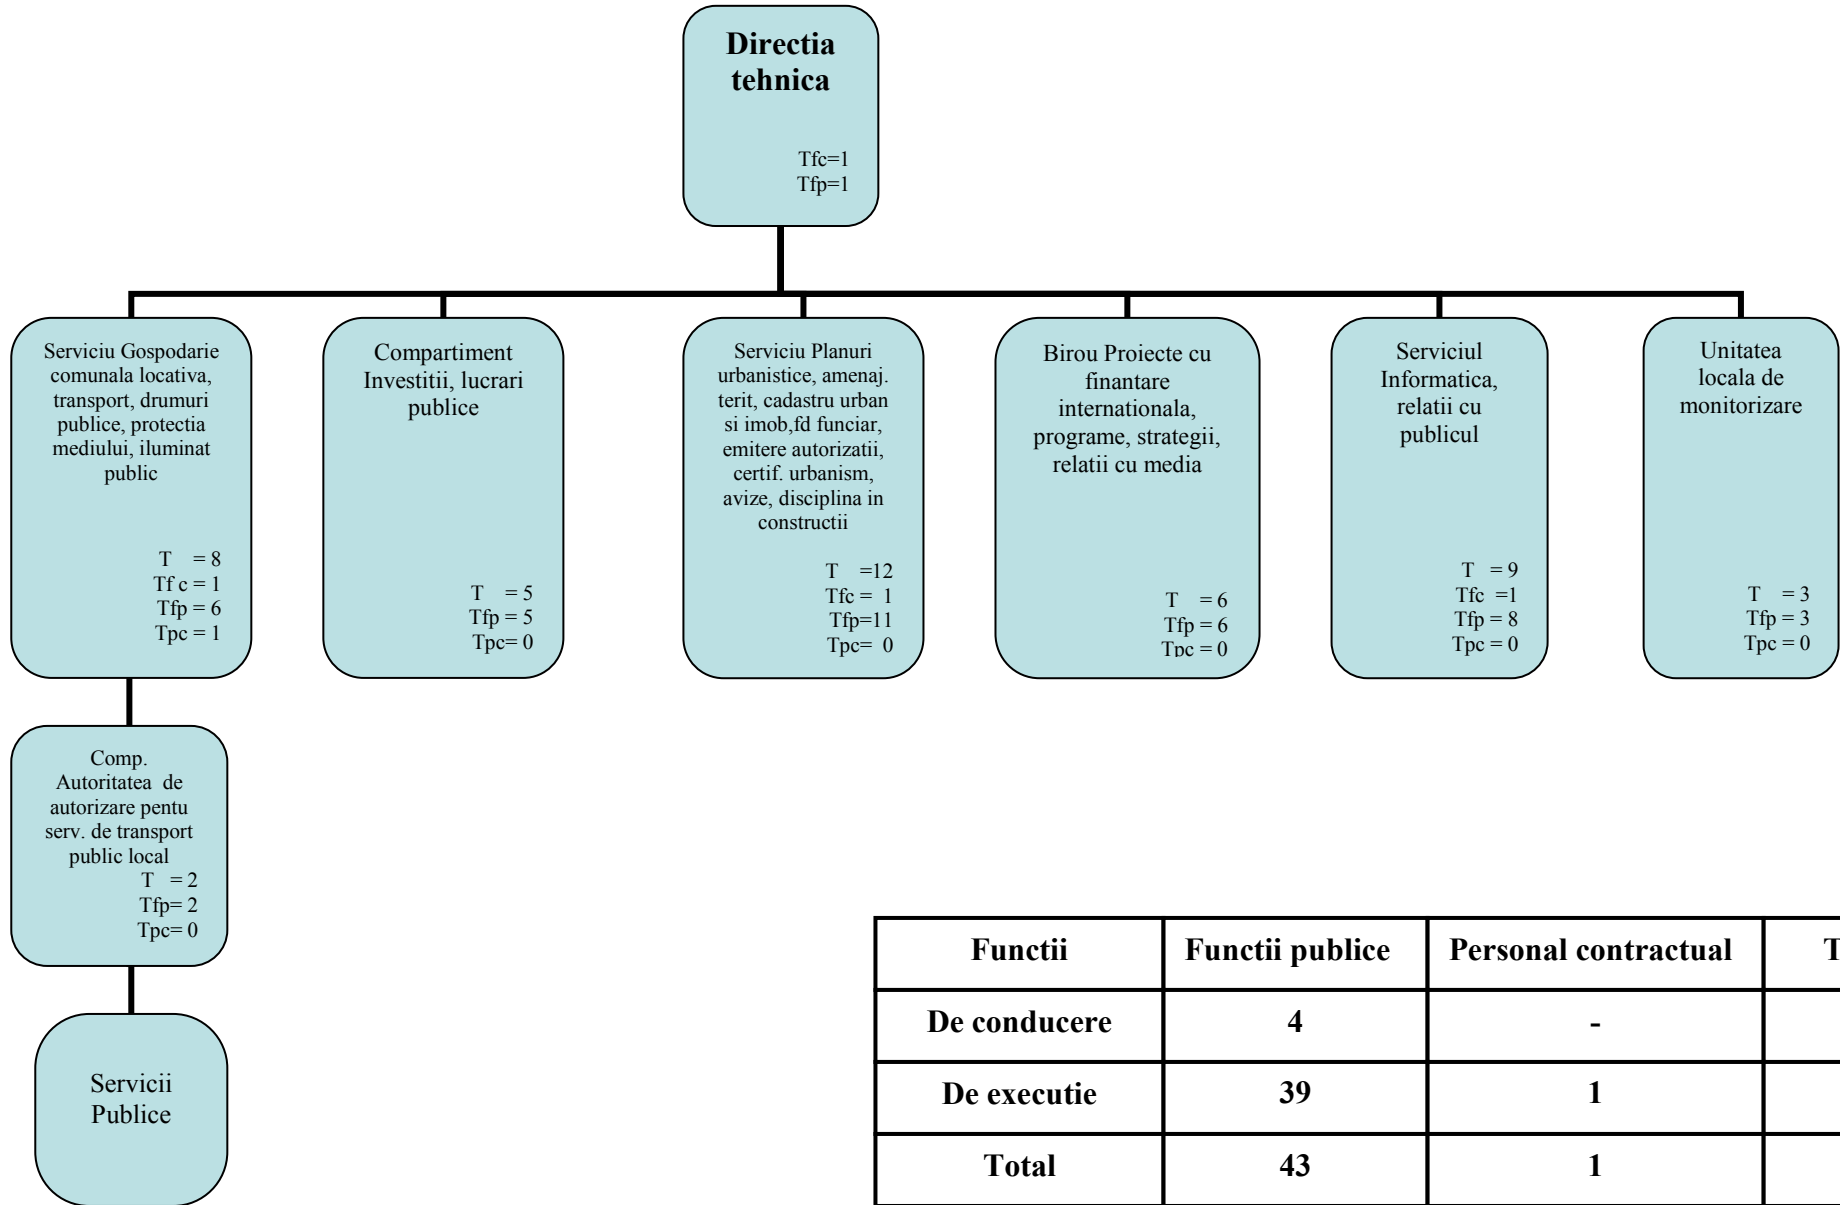 Directia
tehnica
Tfc=1
Tfp=1
Serviciu Gospodarie
comunala locativa,
transport, drumuri
publice, protectia
mediului, iluminat
public
T = 8
Tf c = 1
Tfp = 6
Tpc = 1
Compartiment
Investitii, lucrari
publice
T = 5
Tfp = 5
Tpc= 0
Serviciu Planuri
urbanistice, amenaj.
terit, cadastru urban
si imob,fd funciar,
emitere autorizatii,
certif. urbanism,
avize, disciplina in
constructii
T =12
Tfc = 1
Tfp=11
Tpc= 0
Birou Proiecte cu
finantare
internationala,
programe, strategii,
relatii cu media
T = 6
Tfp = 6
Tpc = 0
Serviciul
Informatica,
relatii cu
publicul
T = 9
Tfc =1
Tfp = 8
Tpc = 0
Unitatea
locala de
monitorizare
T = 3
Tfp = 3
Tpc = 0
Comp.
Autoritatea de
autorizare pentu
serv. de transport
public local
T = 2
Tfp= 2
Tpc= 0
Servicii
Publice
Functii Functii publice Personal contractual
De conducere 4 -
De executie 39 1
Total 43 1